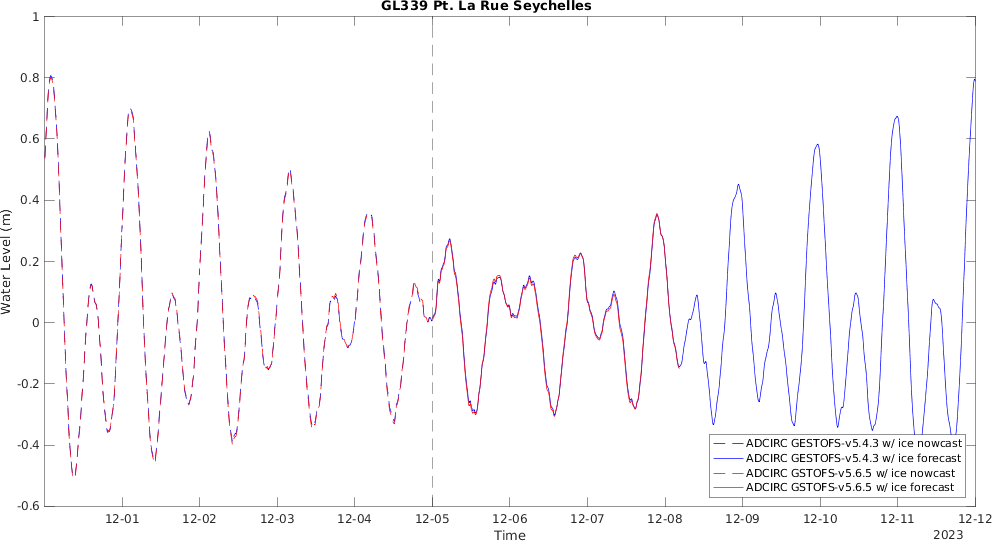 GL339 Pt. La Rue Seychelles
1
0.8
0.6
0.4
0.2
0
-0.2
-0.4
-0.6
Water Level (m)
ADCIRC GESTOFS-v5.4.3 w/ ice nowcast
ADCIRC GESTOFS-v5.4.3 w/ ice forecast
ADCIRC GSTOFS-v5.6.5 w/ ice nowcast
ADCIRC GSTOFS-v5.6.5 w/ ice forecast
12-01 12-02 12-03 12-04 12-05 12-06 12-07 12-08 12-09 12-10 12-11 12-12
Time 2023